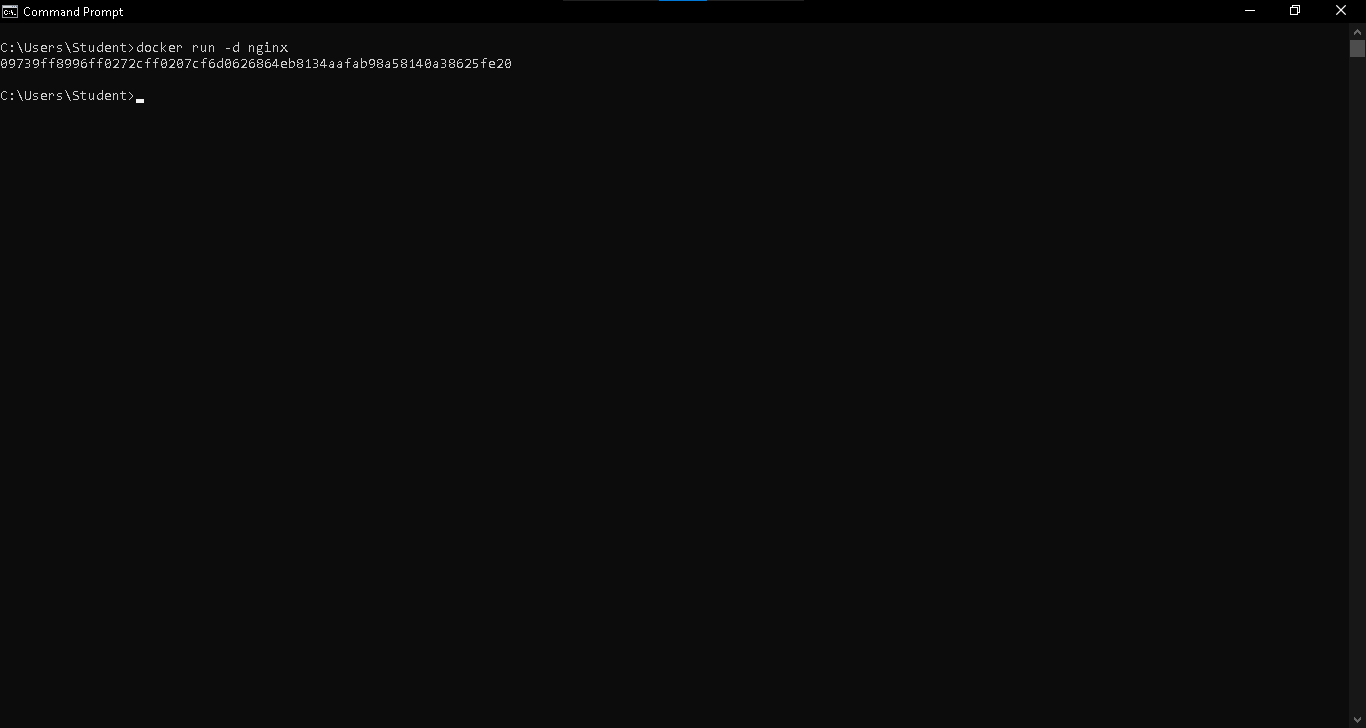 Command Prompt
C:\Users\Student>docker run -d nginx
09739ff8996ff0272cff0207cf6d0626864eb8134aafab98a58140a38625fe20
C:\Users\Student>